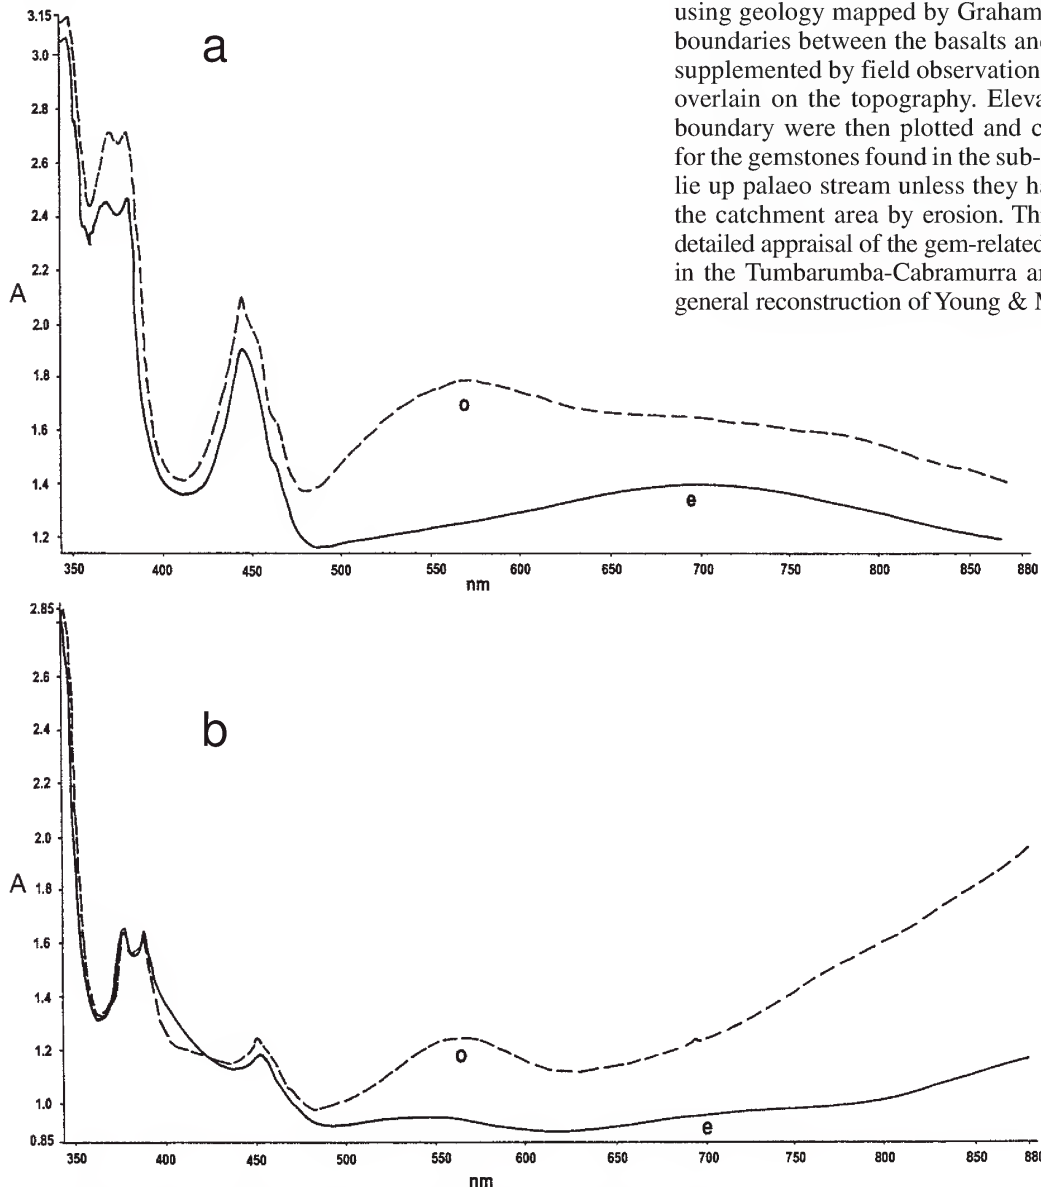 using geology mapped by Graham
boundaries between the basalts and
supplemented by field observation
overlain on the topography. Eleva
boundary were then plotted and c
for the gemstones found in the sub-
lie up palaeo stream unless they ha
the catchment area by erosion. Th
detailed appraisal of the gem-related
in the Tumbarumba-Cabramurra a
general reconstruction of Young &
a
3.15
3.0
2.8
2.6
2.4
2.2
A
2.0
1.8
1.6
1.4
1.2
o
e
350 400 450 500 550 600 650 700 750 800 850 880
nm
b
2.85
2.6
2.4
2.2
2.0
A
1.8
1.6
1.4
1.2
1.0
0.85
o
e
350 400 450 500 550 600 650 700 750 800 850 880
nm